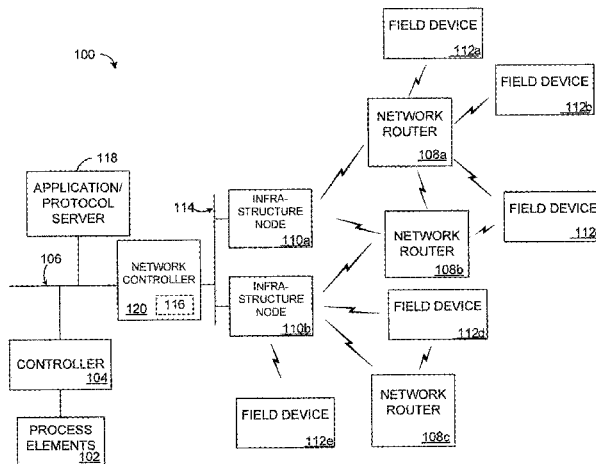 100
FIELD DEVICE
112a
FIELD DEVICE
112b
NETWORK
ROUTER
108a
118
APPLICATION/
PROTOCOL
SERVER
114
INFRA-
STRUCTURE
NODE
110a
FIELD DEVICE
112
NETWORK
ROUTER
108b
106
NETWORK
CONTROLLER
120
116
INFRA-
STRUCTURE
NODE
110b
FIELD DEVICE
112d
CONTROLLER
104
NETWORK
ROUTER
108c
FIELD DEVICE
112e
PROCESS
ELEMENTS
102